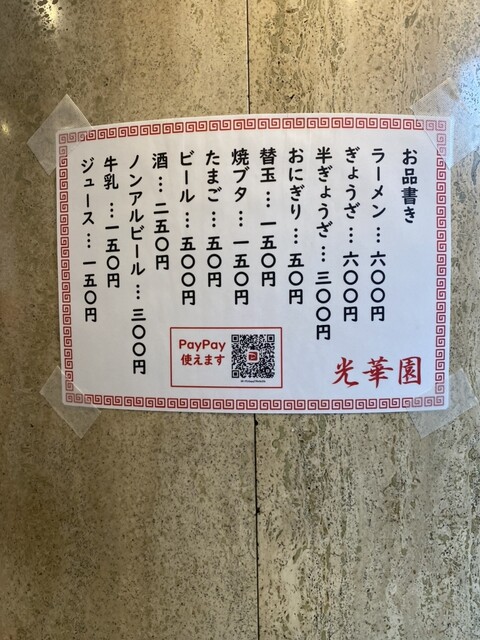 お品書き
ラーメン…六〇〇円
ぎょうざ…六〇〇円
半ぎょうざ…三〇〇円
おにぎり…五〇円
替玉…一五〇円
焼ブタ…一五〇円
たまご…五〇円
ビール…五〇〇円
酒…二五〇円
ノンアルビール…三〇〇円
牛乳…一五〇円
ジュース…一五〇円
PayPay
使えます
光華園